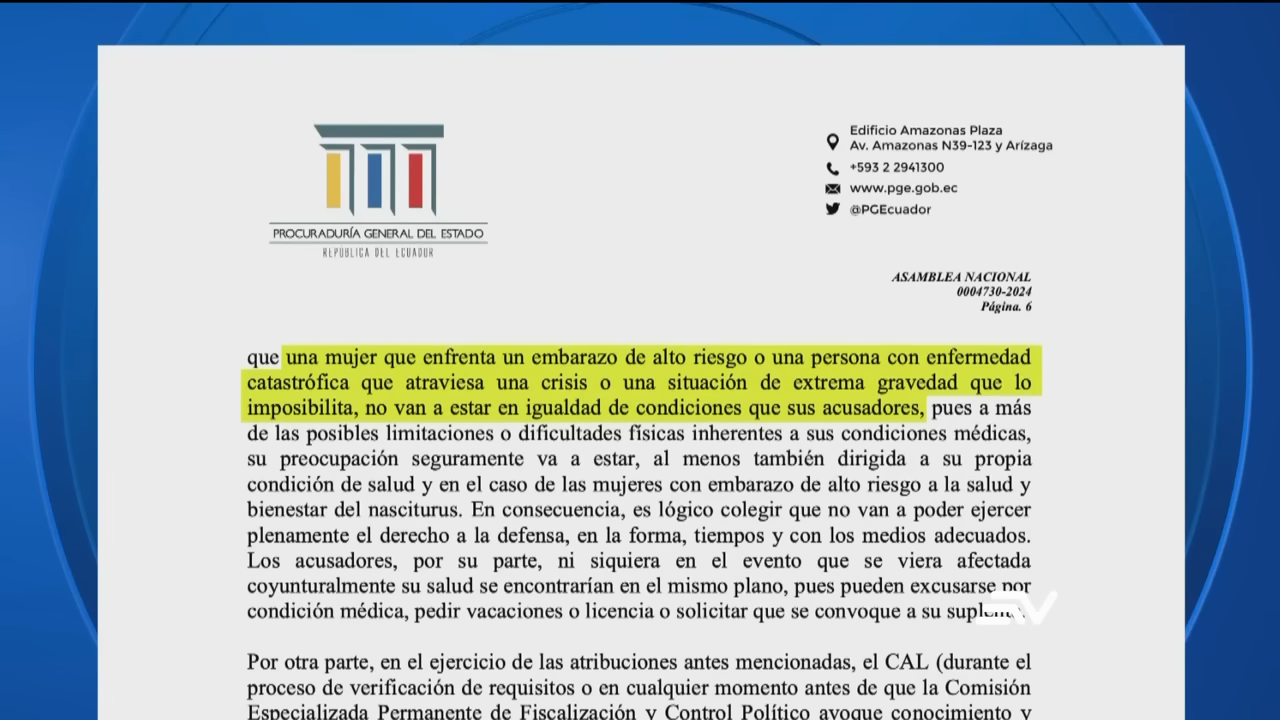 Edificio Amazonas Plaza
Av. Amazonas N39-123 y Arízaga
+593 2 2941300
www.pge.gob.ec
@PGEcuador
PROCURADURÍA GENERAL DEL ESTADO
REPÚBLICA DEL ECUADOR
ASAMBLEA NACIONAL
0004730-2024
Página. 6
que una mujer que enfrenta un embarazo de alto riesgo o una persona con enfermedad
catastrófica que atraviesa una crisis o una situación de extrema gravedad que lo
imposibilita, no van a estar en igualdad de condiciones que sus acusadores, pues a más
de las posibles limitaciones o dificultades físicas inherentes a sus condiciones médicas,
su preocupación seguramente va a estar, al menos también dirigida a su propia
condición de salud y en el caso de las mujeres con embarazo de alto riesgo a la salud y
bienestar del nasciturus. En consecuencia, es lógico colegir que no van a poder ejercer
plenamente el derecho a la defensa, en la forma, tiempos y con los medios adecuados.
Los acusadores, por su parte, ni siquiera en el evento que se viera afectada
coyunturalmente su salud se encontrarían en el mismo plano, pues pueden excusarse por
condición médica, pedir vacaciones o licencia o solicitar que se convoque a su
Por otra parte, en el ejercicio de las atribuciones antes mencionadas, el CAL (durante el
proceso de verificación de requisitos o en cualquier momento antes de que la Comisión
Especializada Permanente de Fiscalización y Control Político avoque conocimiento y